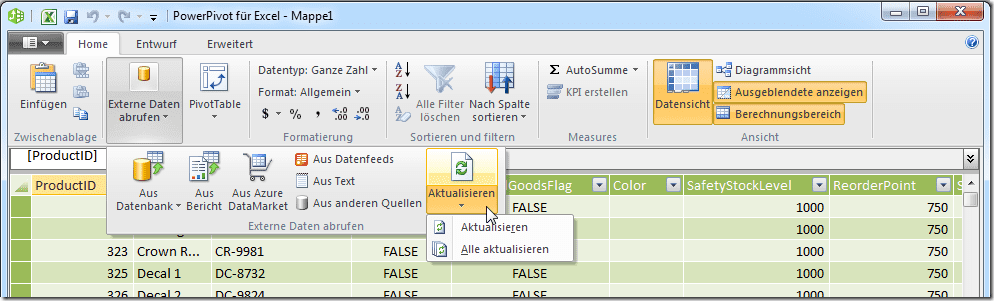 PowerPivot für Excel - Mappe1
Home Entwurf Erweitert
Einfügen
Zwischenablage
Externe Daten
abrufen
PivotTable
Datentyp: Ganze Zahl
Format: Allgemein
$ % , ,00
Formatierung
Alle Filter
löschen
Nach Spalte
sortieren
Sortieren und filtern
Σ AutoSumme
KPI erstellen
Measures
Datensicht
Diagrammsicht
Ausgeblendete anzeigen
Berechnungsbereich
Ansicht
[ProductID]
Aus
Datenbank
Aus
Bericht
Aus Azure
DataMarket
Aus Datenfeeds
Aus Text
Aus anderen Quellen
Aktualisieren
Externe Daten abrufen
Aktualisieren
Alle aktualisieren
ProductID GoodsFlag Color SafetyStockLevel ReorderPoint
FALSE 1000 750
1000 750
323 Crown R... CR-9981 FALSE 1000 750
325 Decal 1 DC-8732 FALSE FALSE 1000 750
326 Decal 2 DC-9824 FALSE FALSE 1000 750